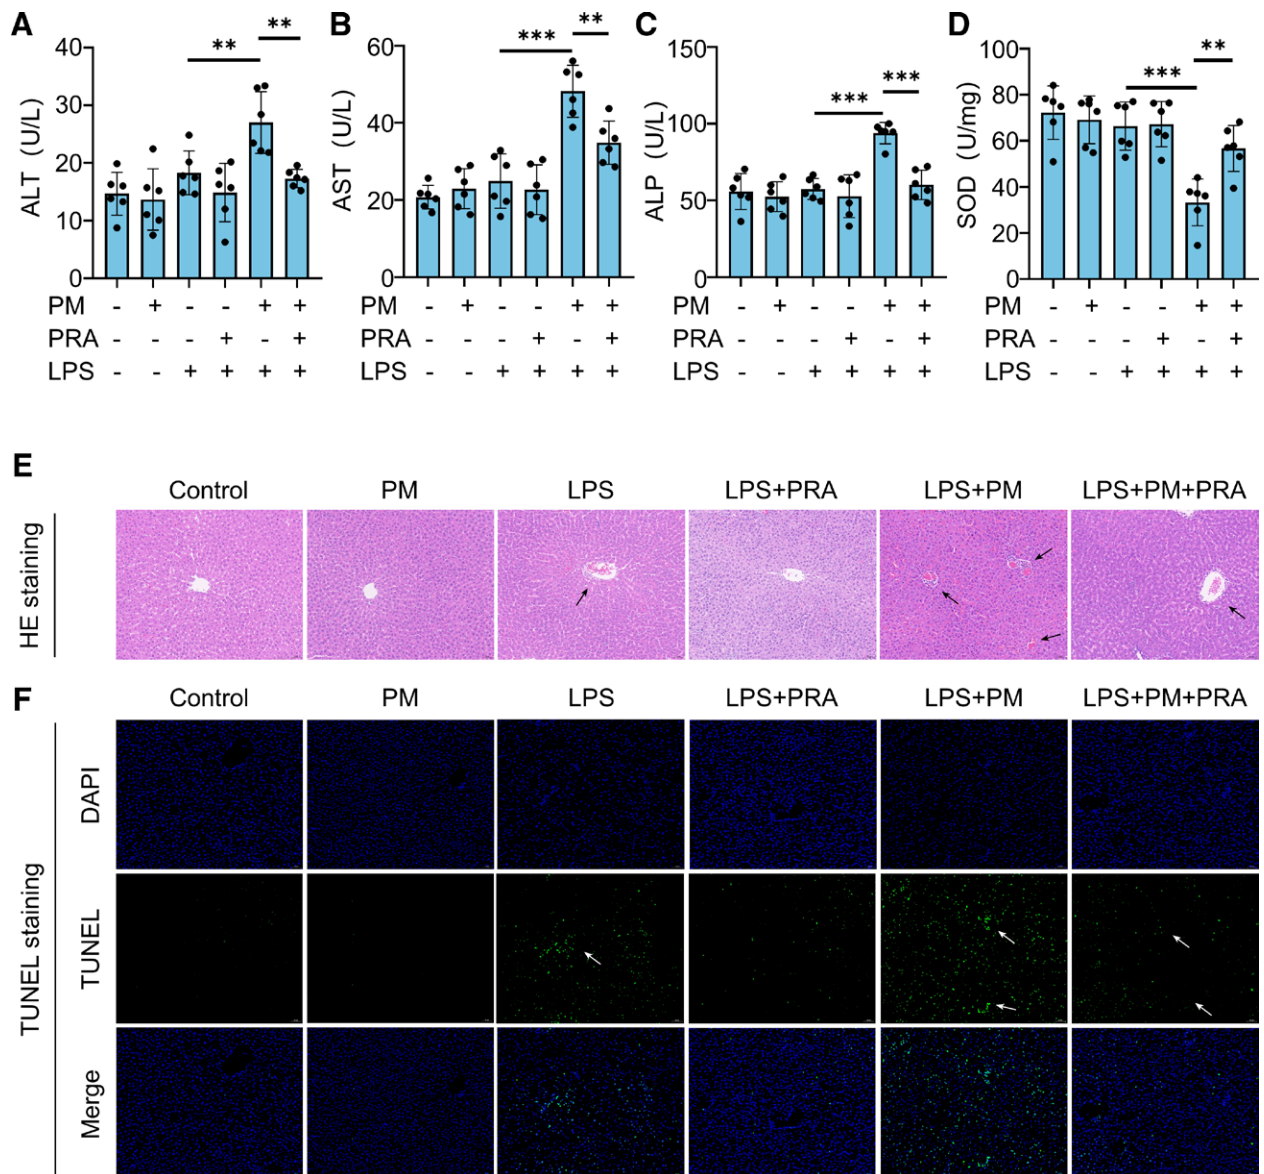 A B C D
** ** *** ** *** *** *** **
ALT (U/L)
40
30
20
10
0
AST (U/L)
60
40
20
0
ALP (U/L)
150
100
50
0
SOD (U/mg)
100
80
60
40
20
0
PM - + - - + + - + - - + + - + - - + + - + - - + +
PRA - - - + - + - - - + - + - - - + - + - - - + - +
LPS - - + + + + - - + + + + - - + + + + - - + + + +
PM
PRA
LPS
PM
PRA
LPS
PM
PRA
LPS
E
Control PM LPS LPS+PRA LPS+PM LPS+PM+PRA
HE staining
F
Control PM LPS LPS+PRA LPS+PM LPS+PM+PRA
TUNEL staining
DAPI
TUNEL
Merge